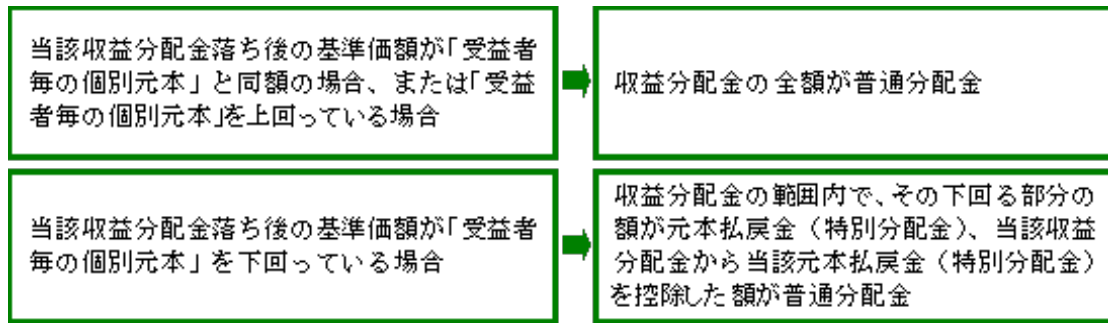 当該収益分配金落ち後の基準価額が「受益者
毎の個別元本」と同額の場合、または「受益
者毎の個別元本」を上回っている場合
収益分配金の全額が普通分配金
当該収益分配金落ち後の基準価額が「受益者
毎の個別元本」を下回っている場合
収益分配金の範囲内で、その下回る部分の
額が元本払戻金（特別分配金）、当該収益
分配金から当該元本払戻金（特別分配金）
を控除した額が普通分配金